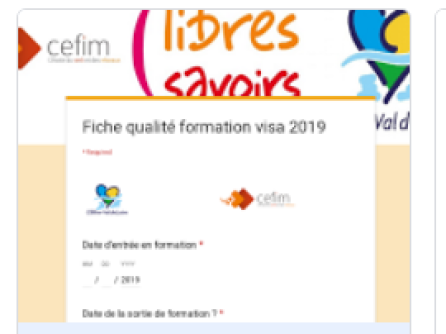 cefim
libres
savoirs
Val d
Fiche qualité formation visa 2019
* Required
cefim
Date d'entrée en formation *
MM DD YYYY
/ / 2019
Date de la sortie de formation ? *